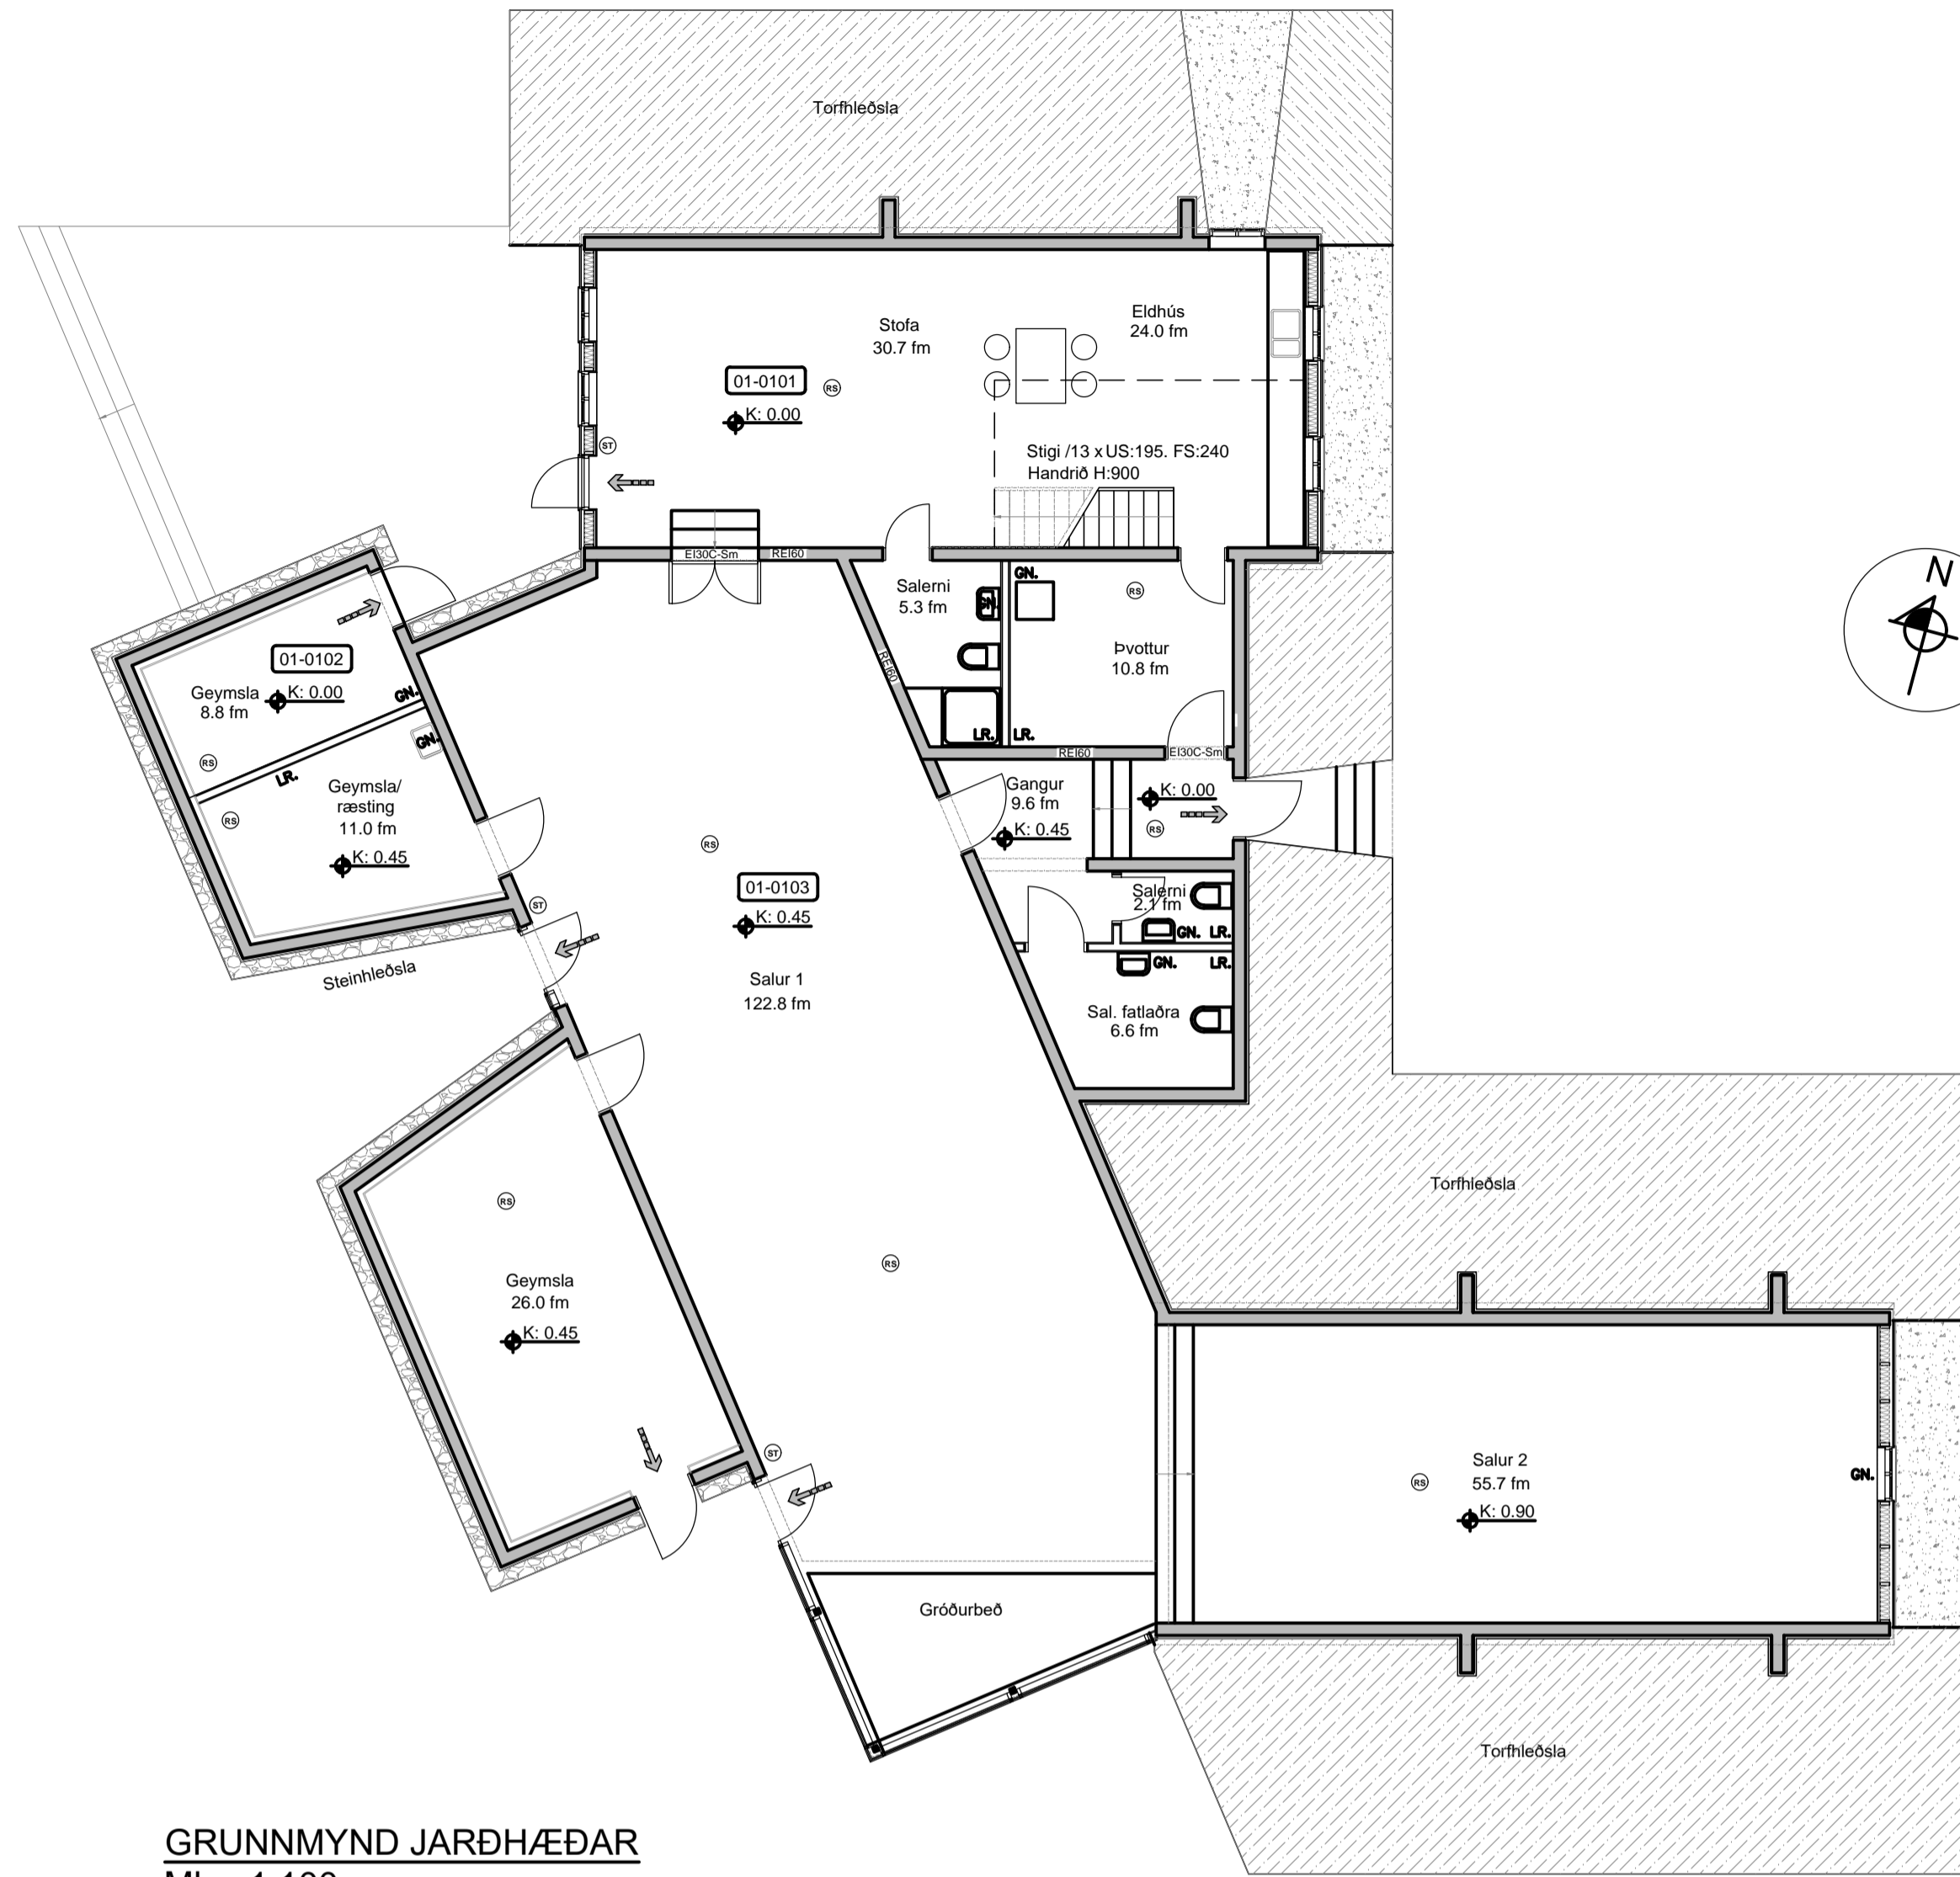 Torfhleðsla
Eldhús
24.0 fm
Stofa
30.7 fm
01-0101
RS
K: 0.00
ST
Stigi /13 x US:195. FS:240
Handrið H:900
EI30C-Sm
REI60
N
GN.
RS
Salerni
5.3 fm
GN.
Þvottur
10.8 fm
REI60
01-0102
Geymsla
8.8 fm
K: 0.00
GN.
LR.
LR.
GN.
REI60
EI30C-Sm
RS
LR.
Geymsla/
ræsting
11.0 fm
RS
K: 0.45
Gangur
9.6 fm
K: 0.45
K: 0.00
RS
RS
01-0103
K: 0.45
ST
Salerni
2.1 fm
GN.
LR.
GN.
LR.
Steinhleðsla
Salur 1
122.8 fm
Sal. fatlaðra
6.6 fm
Torfhleðsla
RS
RS
Geymsla
26.0 fm
K: 0.45
ST
Salur 2
55.7 fm
RS
K: 0.90
GN.
Gróðurbeð
Torfhleðsla
GRUNNMYND JARÐHÆÐAR